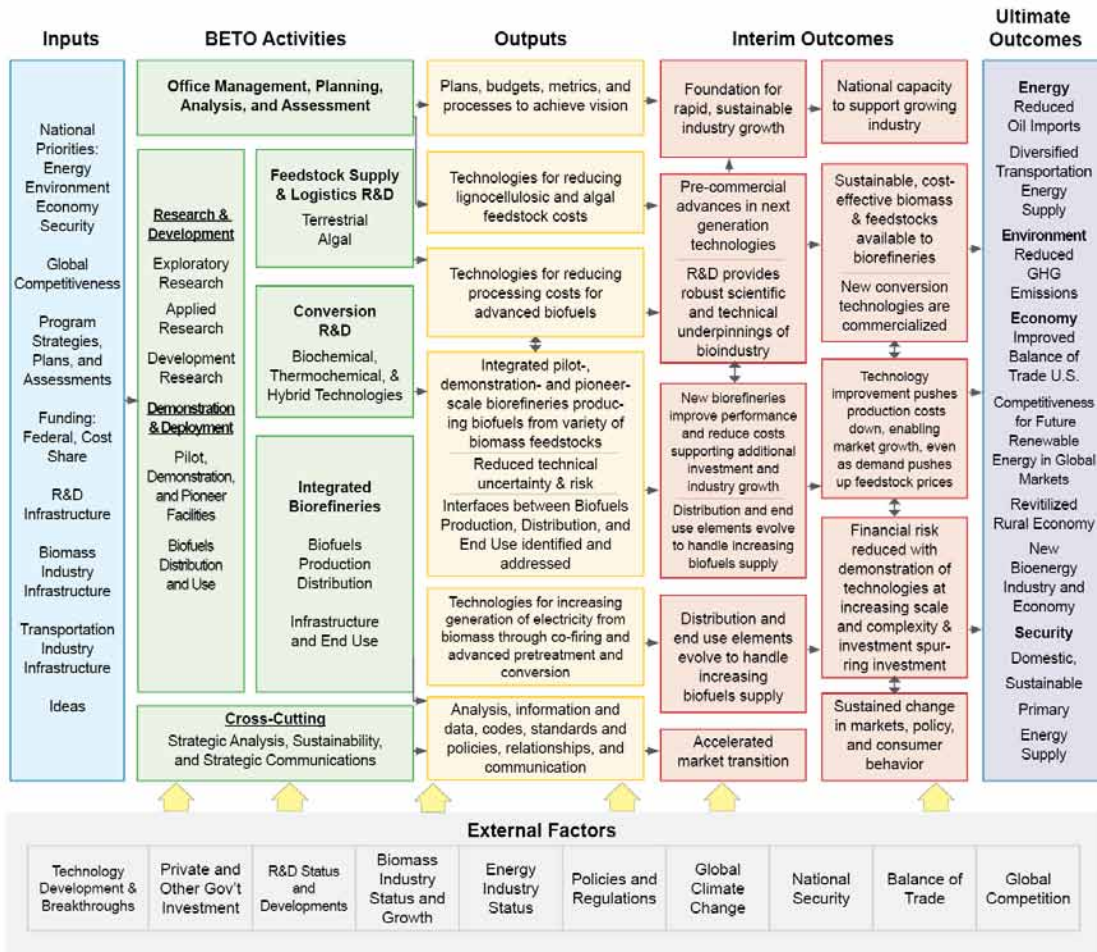 Inputs
BETO Activities
Outputs
Interim Outcomes
Ultimate
Outcomes
National
Priorities:
Energy
Environment
Economy
Security
Global
Competitiveness
Program
Strategies,
Plans, and
Assessments
Funding:
Federal, Cost
Share
R&D
Infrastructure
Biomass
Industry
Infrastructure
Transportation
Industry
Infrastructure
Ideas
Office Management, Planning,
Analysis, and Assessment
Research &
Development
Exploratory
Research
Applied
Research
Development
Research
Demonstration
& Deployment
Pilot,
Demonstration,
and Pioneer
Facilities
Biofuels
Distribution
and Use
Feedstock Supply
& Logistics R&D
Terrestrial
Algal
Conversion
R&D
Biochemical,
Thermochemical, &
Hybrid Technologies
Integrated
Biorefineries
Biofuels
Production
Distribution
Infrastructure
and End Use
Cross-Cutting
Strategic Analysis, Sustainability,
and Strategic Communications
Plans, budgets, metrics, and
processes to achieve vision
Technologies for reducing
lignocellulosic and algal
feedstock costs
Technologies for reducing
processing costs for
advanced biofuels
Integrated pilot-,
demonstration- and pioneer-
scale biorefineries produc-
ing biofuels from variety of
biomass feedstocks
Reduced technical
uncertainty & risk
Interfaces between Biofuels
Production, Distribution, and
End Use identified and
addressed
Technologies for increasing
generation of electricity from
biomass through co-firing and
advanced pretreatment and
conversion
Analysis, information and
data, codes, standards and
policies, relationships, and
communication
Foundation for
rapid, sustainable
industry growth
Pre-commercial
advances in next
generation
technologies
R&D provides
robust scientific
and technical
underpinnings of
bioindustry
New biorefineries
improve performance
and reduce costs
supporting additional
investment and
industry growth
Distribution and end
use elements evolve
to handle increasing
biofuels supply
Distribution and
end use elements
evolve to handle
increasing
biofuels supply
Accelerated
market transition
National capacity
to support growing
industry
Sustainable, cost-
effective biomass
& feedstocks
available to
biorefineries
New conversion
technologies are
commercialized
Technology
improvement pushes
production costs
down, enabling
market growth, even
as demand pushes
up feedstock prices
Financial risk
reduced with
demonstration of
technologies at
increasing scale
and complexity &
investment spur-
ring investment
Sustained change
in markets, policy,
and consumer
behavior
Energy
Reduced
Oil Imports
Diversified
Transportation
Energy
Supply
Environment
Reduced
GHG
Emissions
Economy
Improved
Balance of
Trade U.S.
Competitiveness
for Future
Renewable
Energy in Global
Markets
Revitilized
Rural Economy
New
Bioenergy
Industry and
Economy
Security
Domestic,
Sustainable
Primary
Energy
Supply
External Factors
Technology
Development &
Breakthroughs
Private and
Other Gov't
Investment
R&D Status
and
Developments
Biomass
Industry
Status and
Growth
Energy
Industry
Status
Policies and
Regulations
Global
Climate
Change
National
Security
Balance of
Trade
Global
Competition